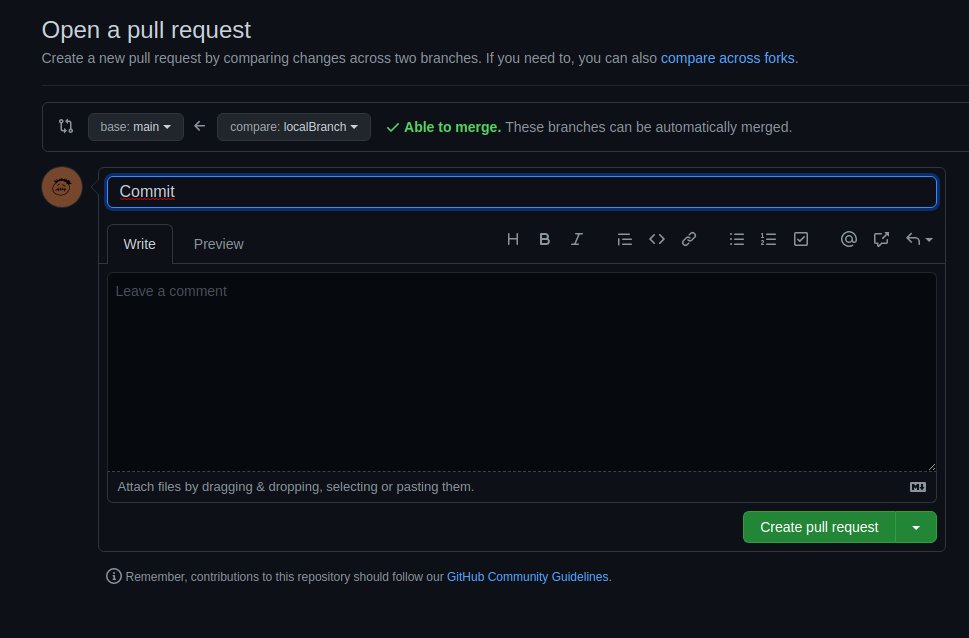 Open a pull request
Create a new pull request by comparing changes across two branches. If you need to, you can also compare across forks.
base: main compare: localBranch Able to merge. These branches can be automatically merged.
Commit
Write Preview
Leave a comment
Attach files by dragging & dropping, selecting or pasting them.
Create pull request
Remember, contributions to this repository should follow our GitHub Community Guidelines.